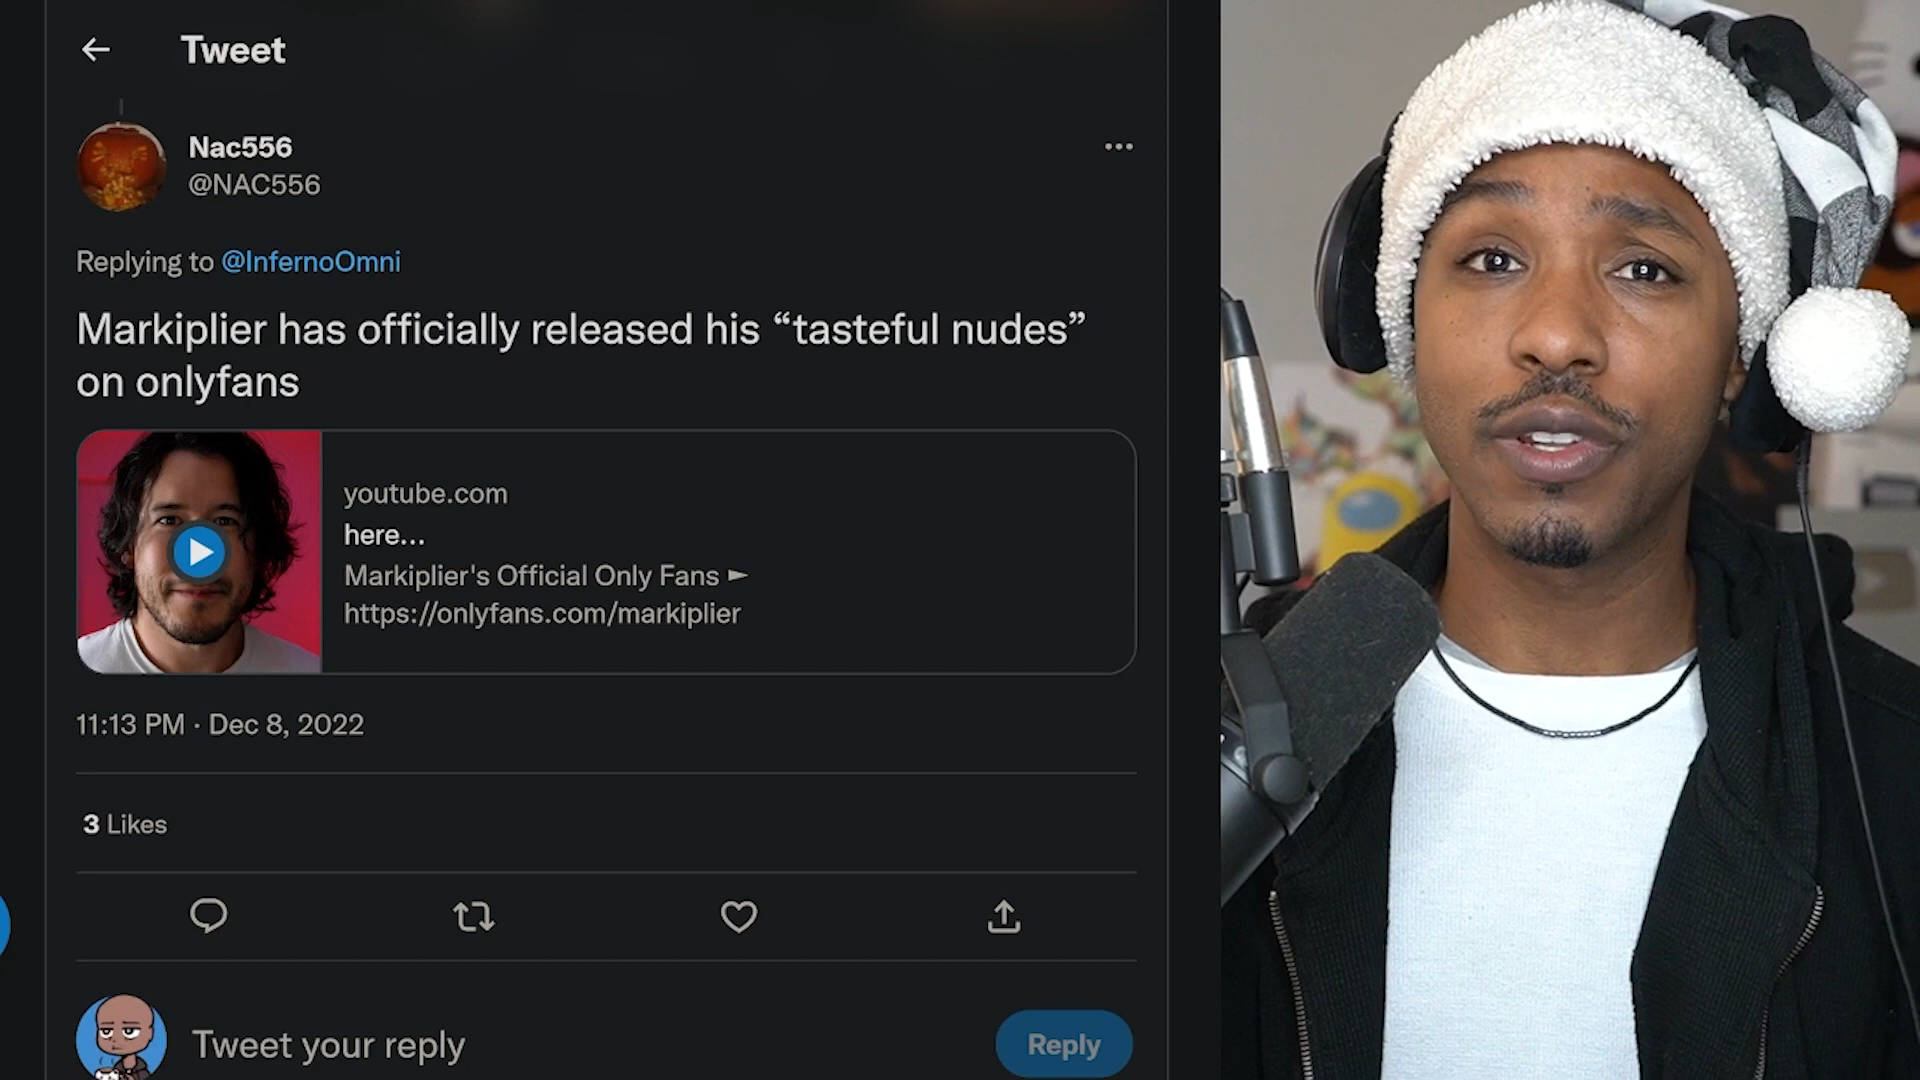 Tweet
Nac556
@NAC556
Replying to @InfernoOmni
Markiplier has officially released his “tasteful nudes”
on onlyfans
youtube.com
here...
Markiplier's Official Only Fans ►
https://onlyfans.com/markiplier
11:13 PM · Dec 8, 2022
3 Likes
Tweet your reply
Reply